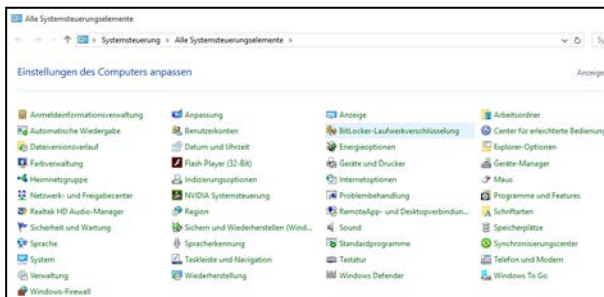 Alle Systemsteuerungselemente
Systemsteuerung > Alle Systemsteuerungselemente >
Einstellungen des Computers anpassen
Anzeige
Anmeldeinformationsverwaltung Anpassung Anzeige Arbeitsordner
Automatische Wiedergabe Benutzerkonten BitLocker-Laufwerkverschlüsselung Center für erleichterte Bedienung
Dateiversionsverlauf Datum und Uhrzeit Energieoptionen Explorer-Optionen
Farbverwaltung Flash Player (32-Bit) Geräte und Drucker Geräte-Manager
Heimnetzgruppe Indizierungsoptionen Internetoptionen Maus
Netzwerk- und Freigabecenter NVIDIA Systemsteuerung Problembehandlung Programme und Features
Realtek HD Audio-Manager Region RemoteApp- und Desktopverbindun... Schriftarten
Sicherheit und Wartung Sichern und Wiederherstellen (Wind... Sound Speicherplätze
Sprache Spracherkennung Standardprogramme Synchronisierungscenter
System Taskleiste und Navigation Tastatur Telefon und Modem
Verwaltung Wiederherstellung Windows Defender Windows To Go
Windows-Firewall